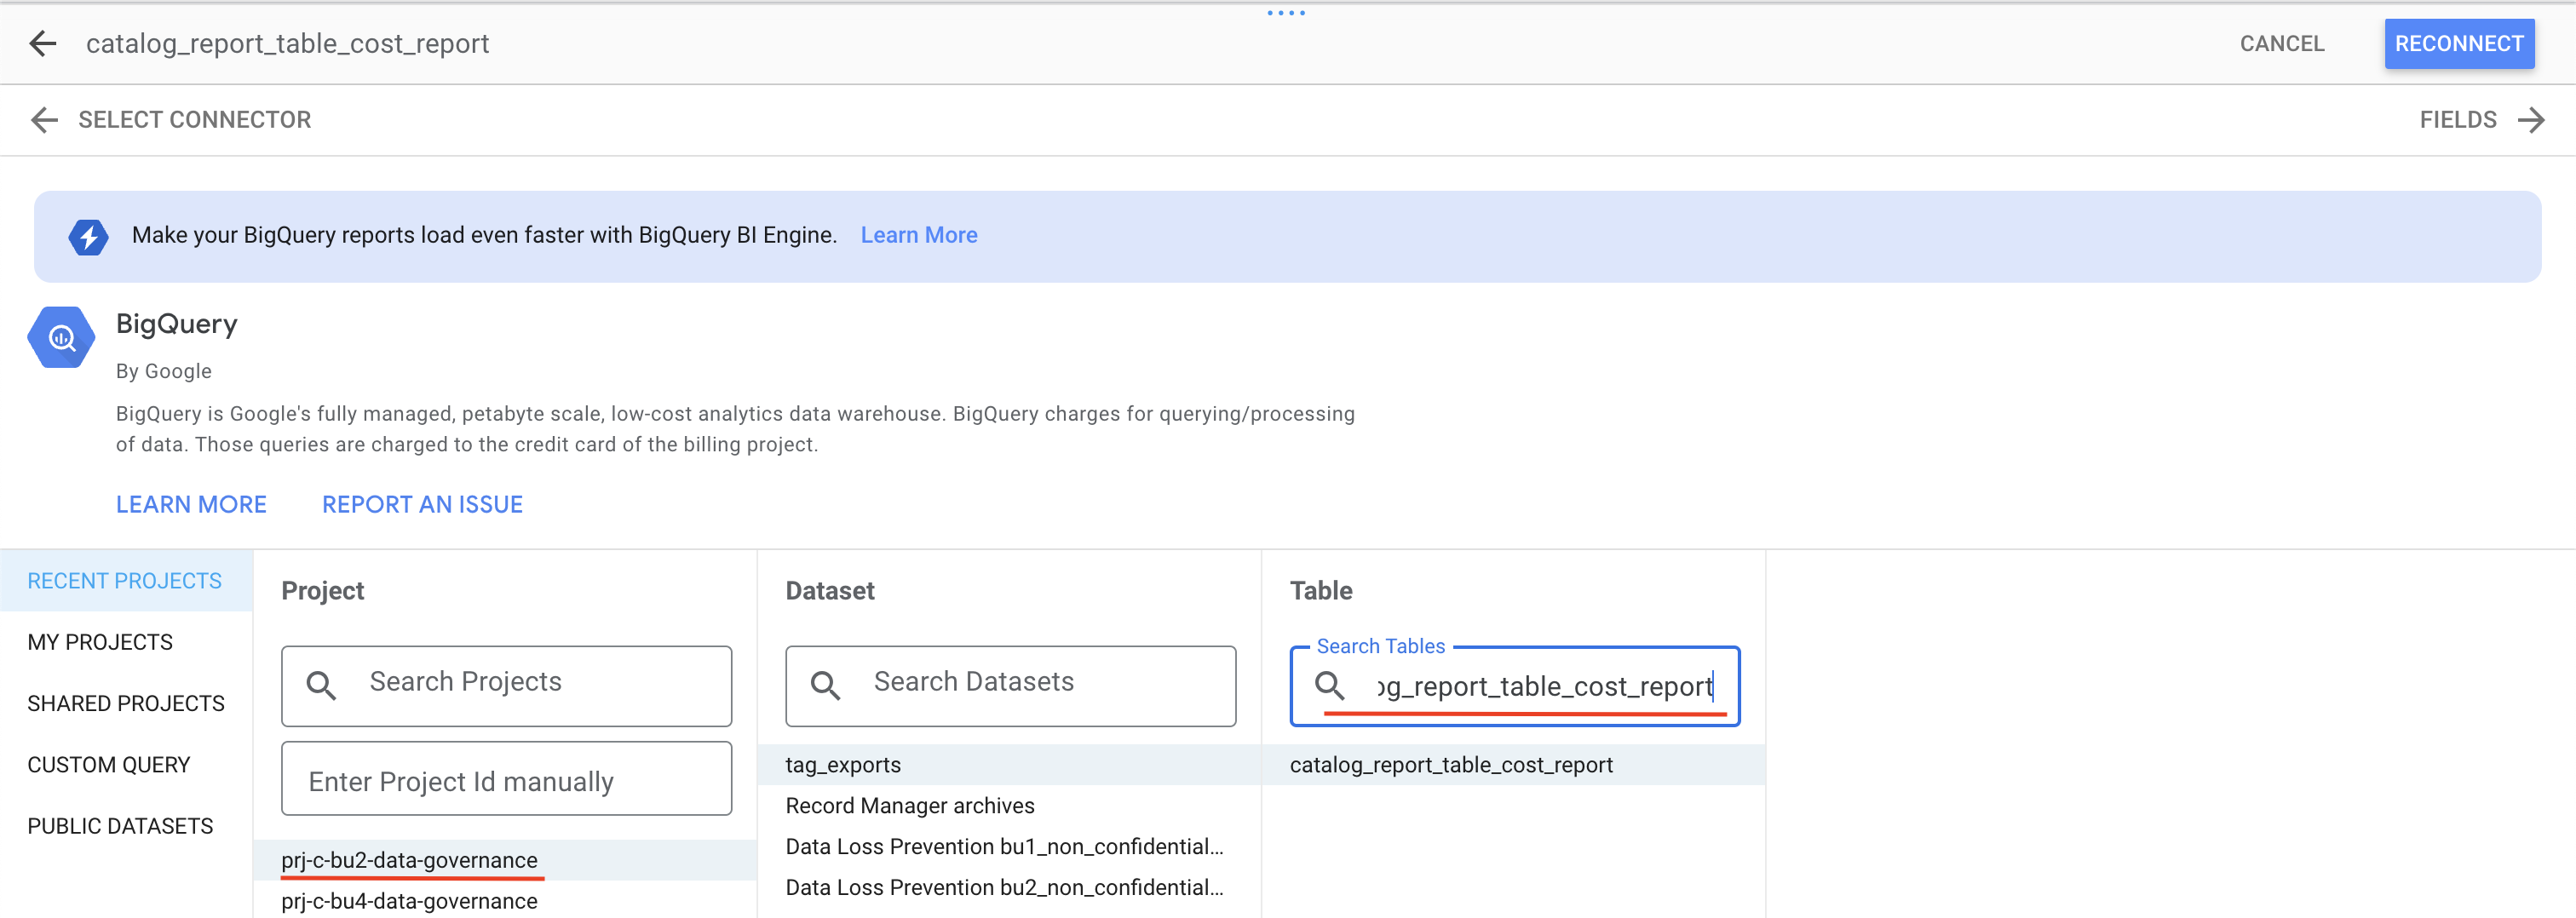 catalog_report_table_cost_report
CANCEL
RECONNECT
SELECT CONNECTOR
FIELDS
Make your BigQuery reports load even faster with BigQuery BI Engine. Learn More
BigQuery
By Google
BigQuery is Google's fully managed, petabyte scale, low-cost analytics data warehouse. BigQuery charges for querying/processing
of data. Those queries are charged to the credit card of the billing project.
LEARN MORE
REPORT AN ISSUE
RECENT PROJECTS
MY PROJECTS
SHARED PROJECTS
CUSTOM QUERY
PUBLIC DATASETS
Project
Search Projects
Enter Project Id manually
prj-c-bu2-data-governance
prj-c-bu4-data-governance
Dataset
Search Datasets
tag_exports
Record Manager archives
Data Loss Prevention bu1_non_confidential...
Data Loss Prevention bu2_non_confidential...
Table
Search Tables
og_report_table_cost_report
catalog_report_table_cost_report